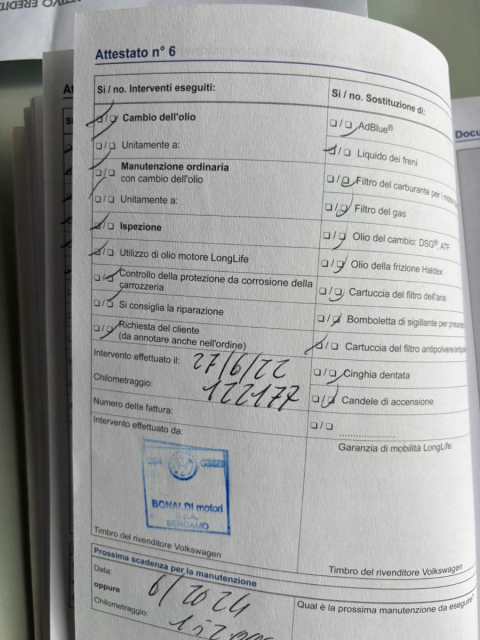 Attestato n° 6
Si / no. Interventi eseguiti:
Cambio dell'olio
Unitamente a:
Manutenzione ordinaria
con cambio dell'olio
Unitamente a:
Ispezione
Utilizzo di olio motore LongLife
Controllo della protezione da corrosione della
carrozzeria
Si consiglia la riparazione
Richiesta del cliente
(da annotare anche nell'ordine)
Intervento effettuato il: 27/6/22
Chilometraggio: 122177
Numero della fattura:
Intervento effettuato da:
BONALDI motori
S.p.A.
BERGAMO
Timbro del rivenditore Volkswagen
Si / no. Sostituzione di:
AdBlue®
Liquido dei freni
Filtro del carburante per i
Filtro del gas
Olio del cambio: DSG®, ATF
Olio della frizione Haldex
Cartuccia del filtro dell'aria
Bomboletta di sigillante per
Cartuccia del filtro
Cinghia dentata
Candele di accensione
Garanzia di mobilità LongLife:
Timbro del rivenditore Volkswagen
Prossima scadenza per la manutenzione
Data: 6/2024
oppure
Chilometraggio:
Qual è la prossima manutenzione da